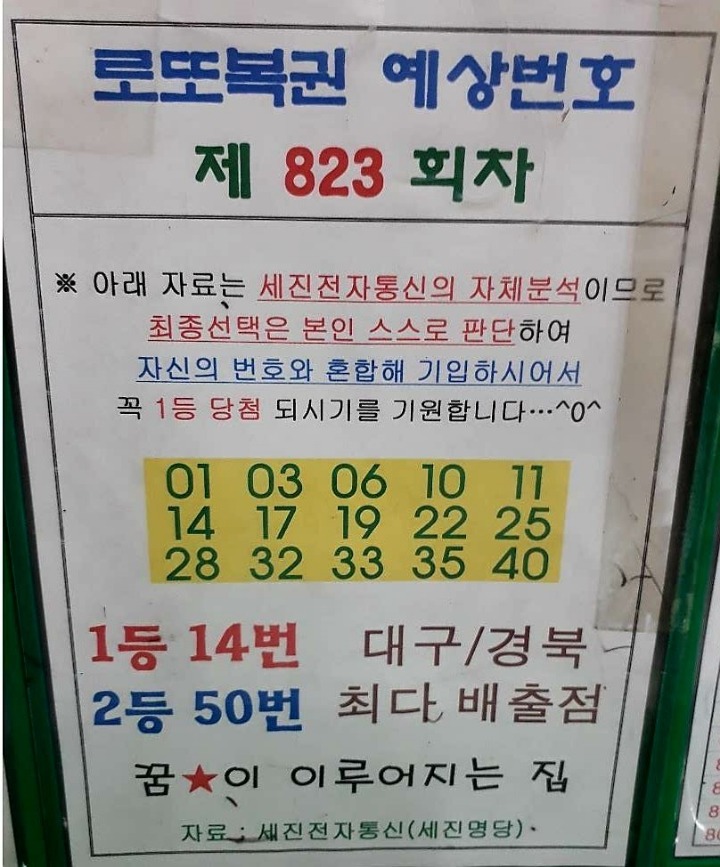 로또복권 예상번호
제 823 회차
※ 아래 자료는 세진전자통신의 자체분석이므로
최종선택은 본인 스스로 판단하여
자신의 번호와 혼합해 기입하시어서
꼭 1등 당첨 되시기를 기원합니다…^0^
01 03 06 10 11
14 17 19 22 25
28 32 33 35 40
1등 14번 대구/경북
2등 50번 최다 배출점
꿈★이 이루어지는 집
자료 : 세진전자통신(세진명당)